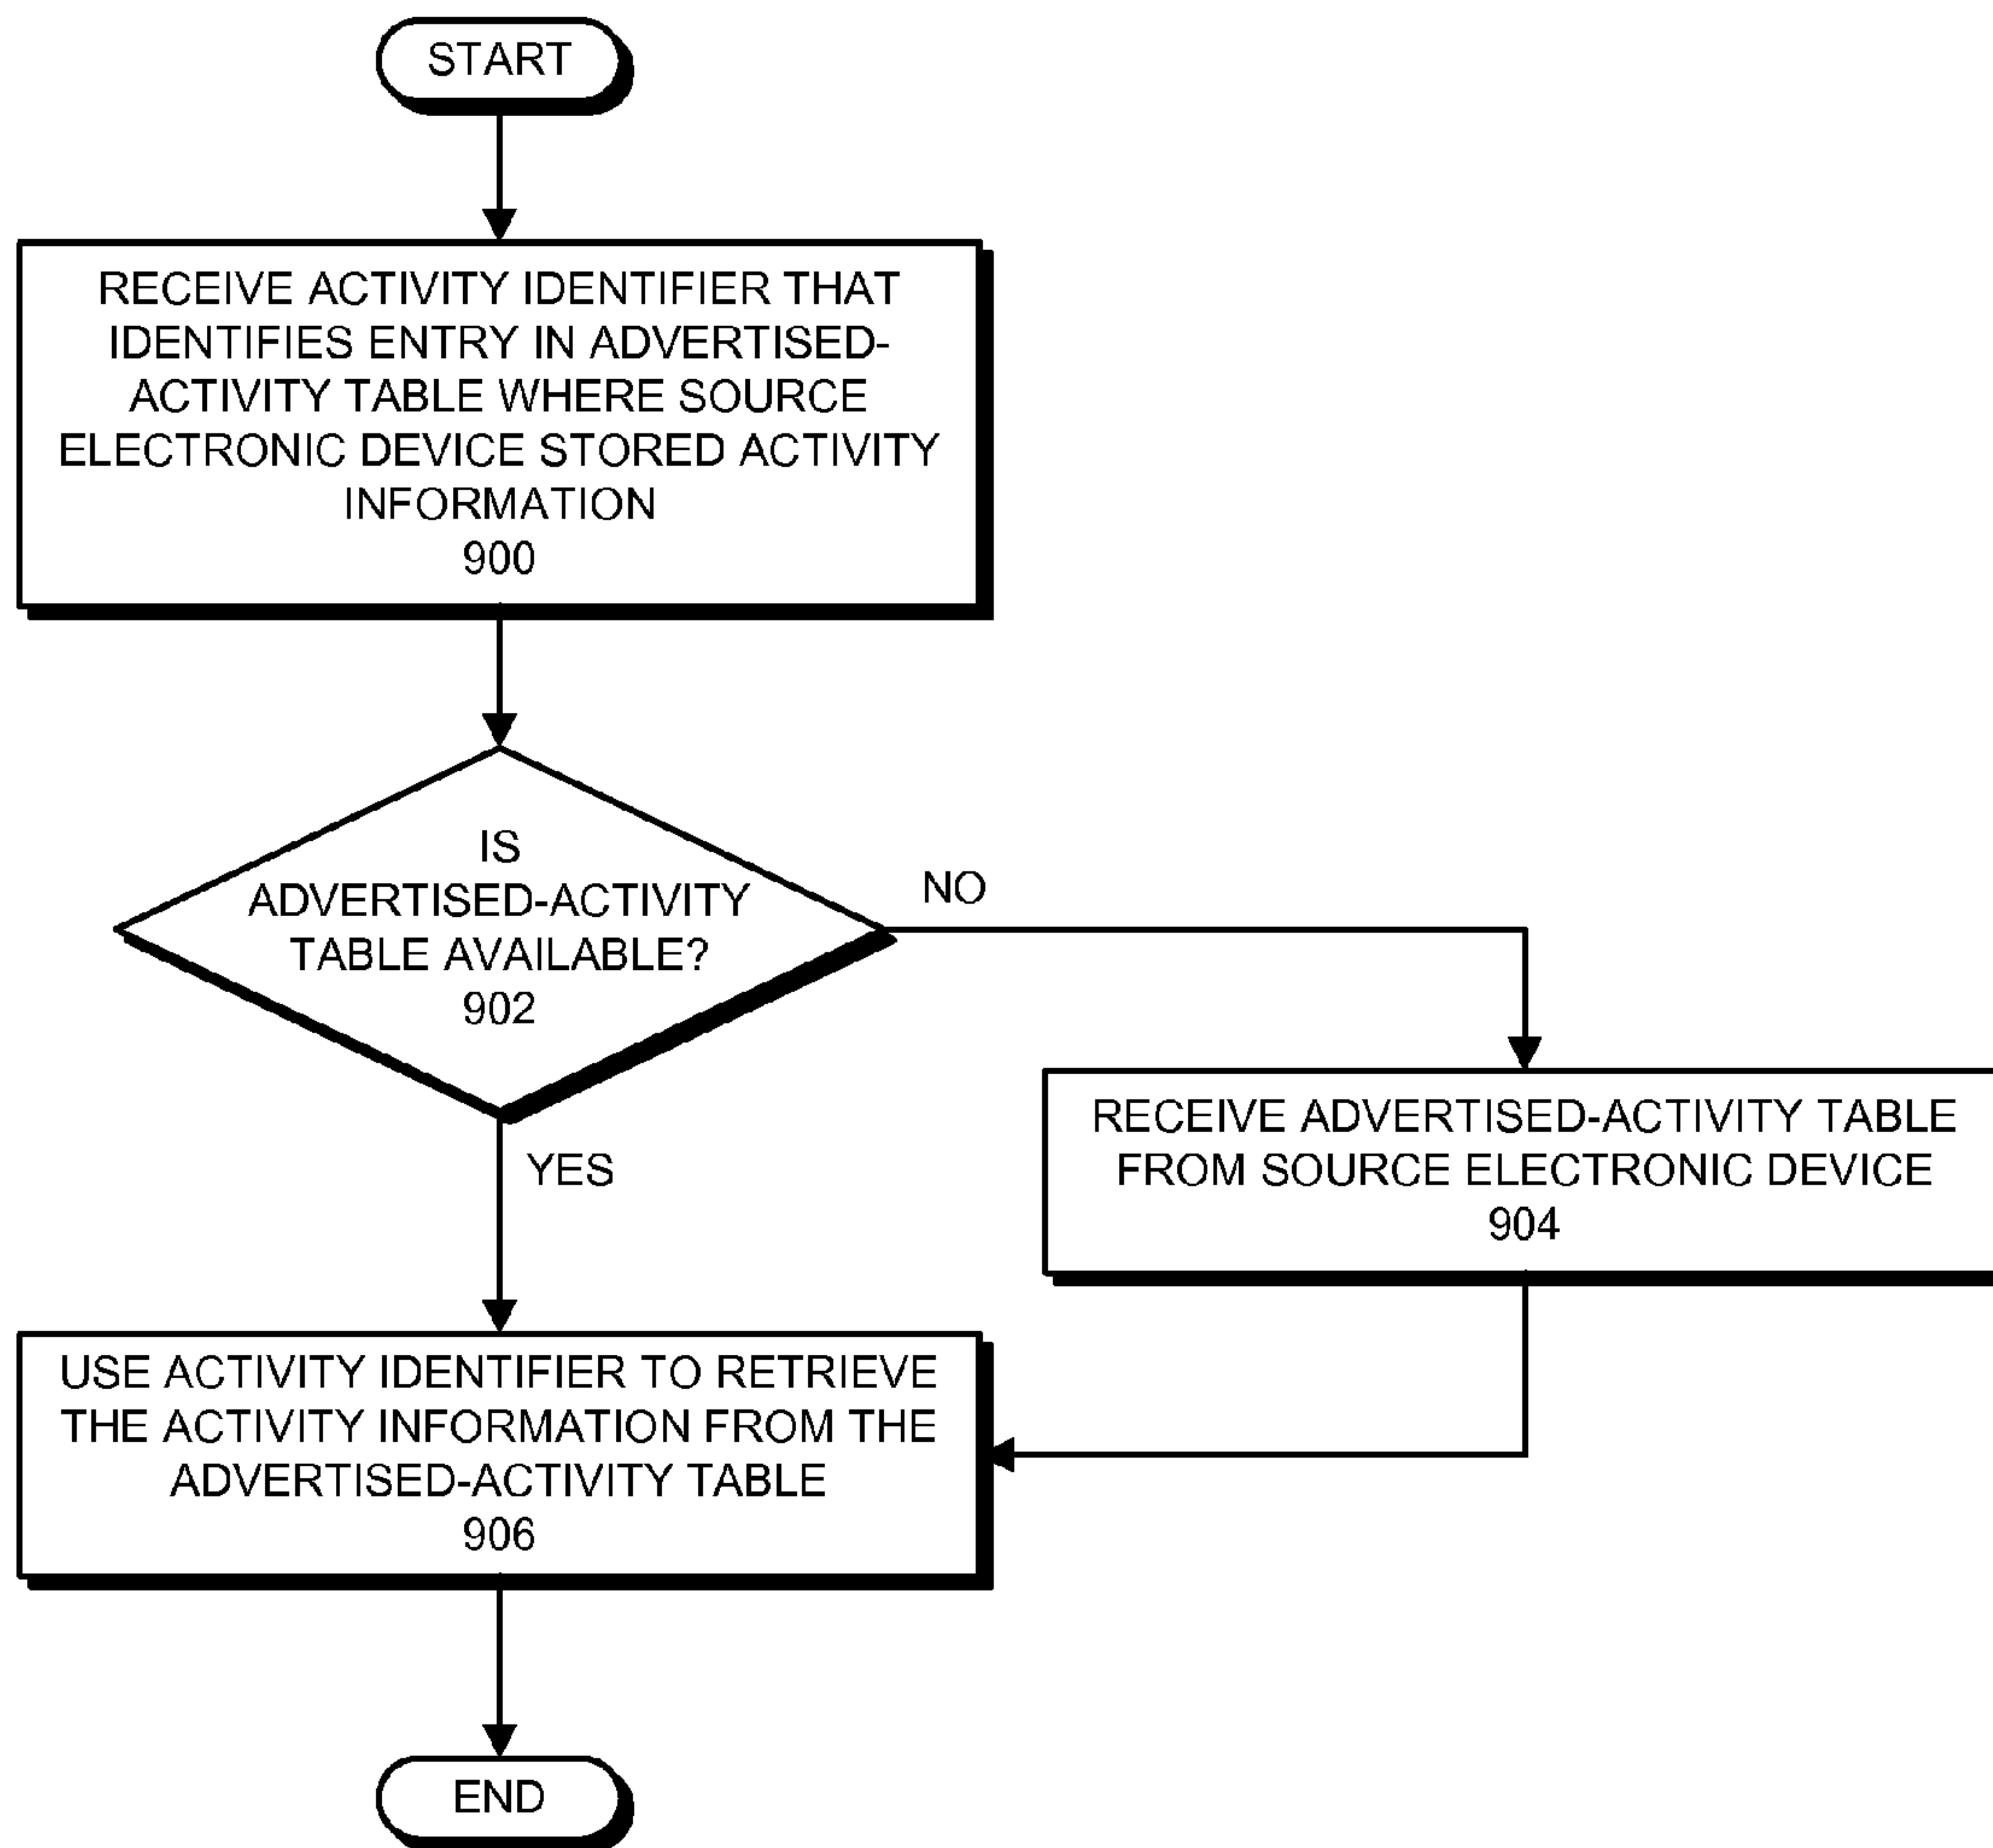 START
RECEIVE ACTIVITY IDENTIFIER THAT
IDENTIFIES ENTRY IN ADVERTISED-
ACTIVITY TABLE WHERE SOURCE
ELECTRONIC DEVICE STORED ACTIVITY
INFORMATION
900
IS
ADVERTISED-ACTIVITY
TABLE AVAILABLE?
902
NO
YES
RECEIVE ADVERTISED-ACTIVITY TABLE
FROM SOURCE ELECTRONIC DEVICE
904
USE ACTIVITY IDENTIFIER TO RETRIEVE
THE ACTIVITY INFORMATION FROM THE
ADVERTISED-ACTIVITY TABLE
906
END